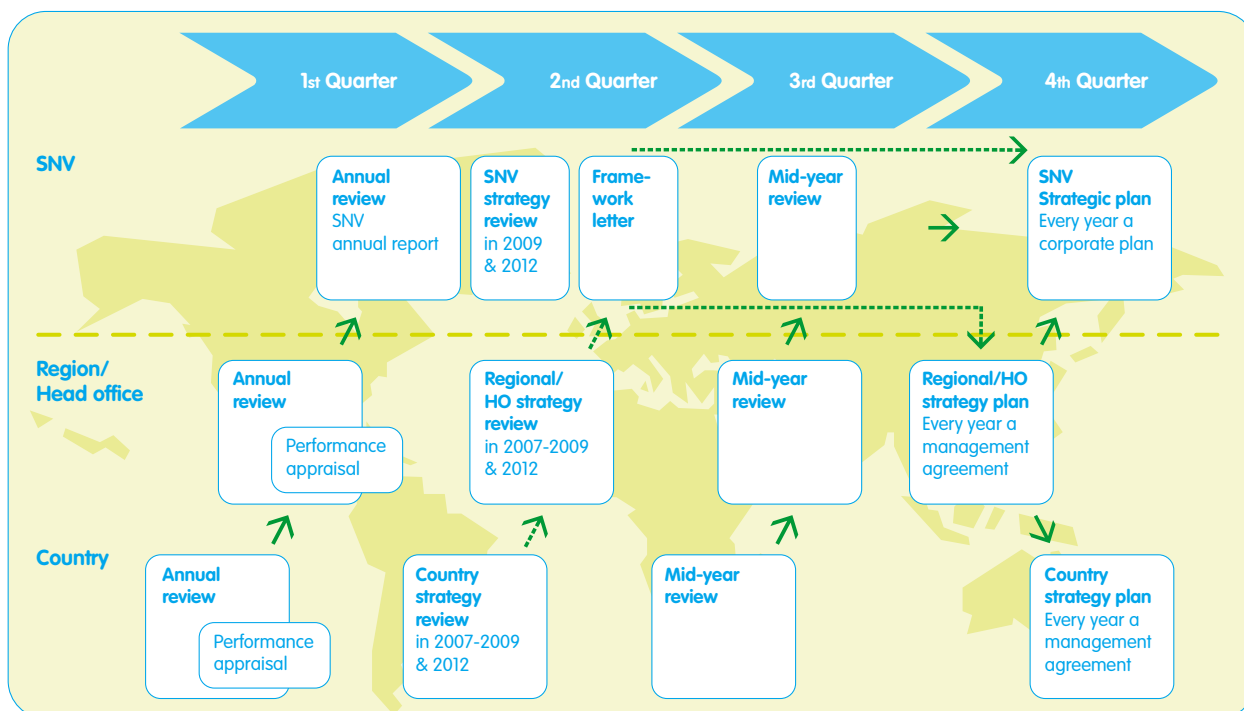 1st Quarter
2nd Quarter
3rd Quarter
4th Quarter
SNV
Annual
review
SNV
annual report
SNV
strategy
review
in 2009
& 2012
Frame-
work
letter
Mid-year
review
SNV
Strategic plan
Every year a
corporate plan
Region/
Head office
Annual
review
Performance
appraisal
Regional/
HO strategy
review
in 2007-2009
& 2012
Mid-year
review
Regional/HO
strategy plan
Every year a
management
agreement
Country
Annual
review
Performance
appraisal
Country
strategy
review
in 2007-2009
& 2012
Mid-year
review
Country
strategy plan
Every year a
management
agreement